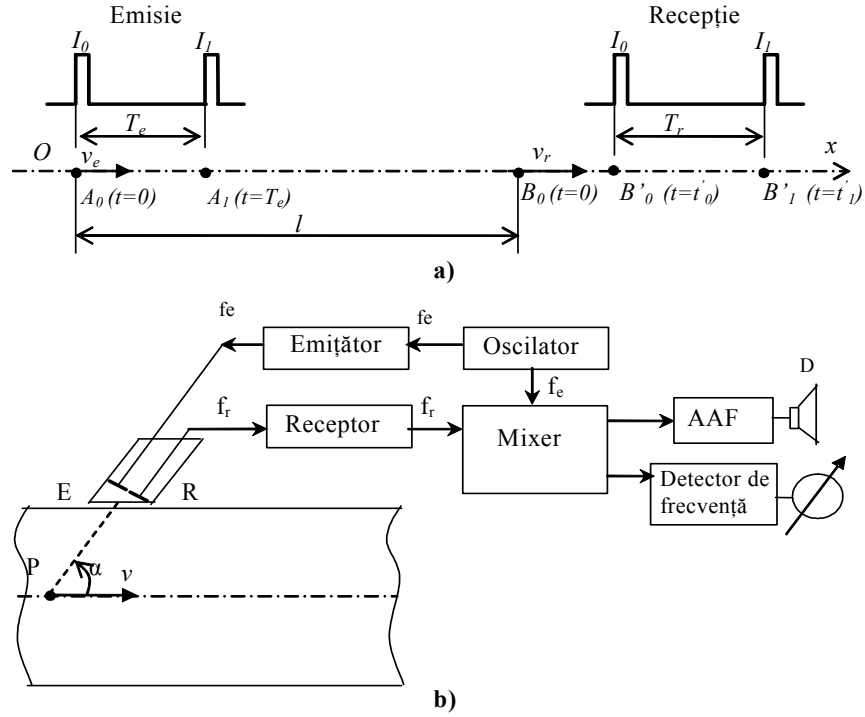 Emisie Recepție
I₀ I₁ I₀ I₁
Tₑ Tᵣ
O vₑ vᵣ x
A₀ (t=0) A₁ (t=Tₑ) B₀ (t=0) B'₀ (t=t'₀) B'₁ (t=t'₁)
l
a)
fe fe
Emițător Oscilator
D
fₑ
fᵣ fᵣ
Receptor Mixer AAF
E R
Detector de
frecvență
P α v
b)